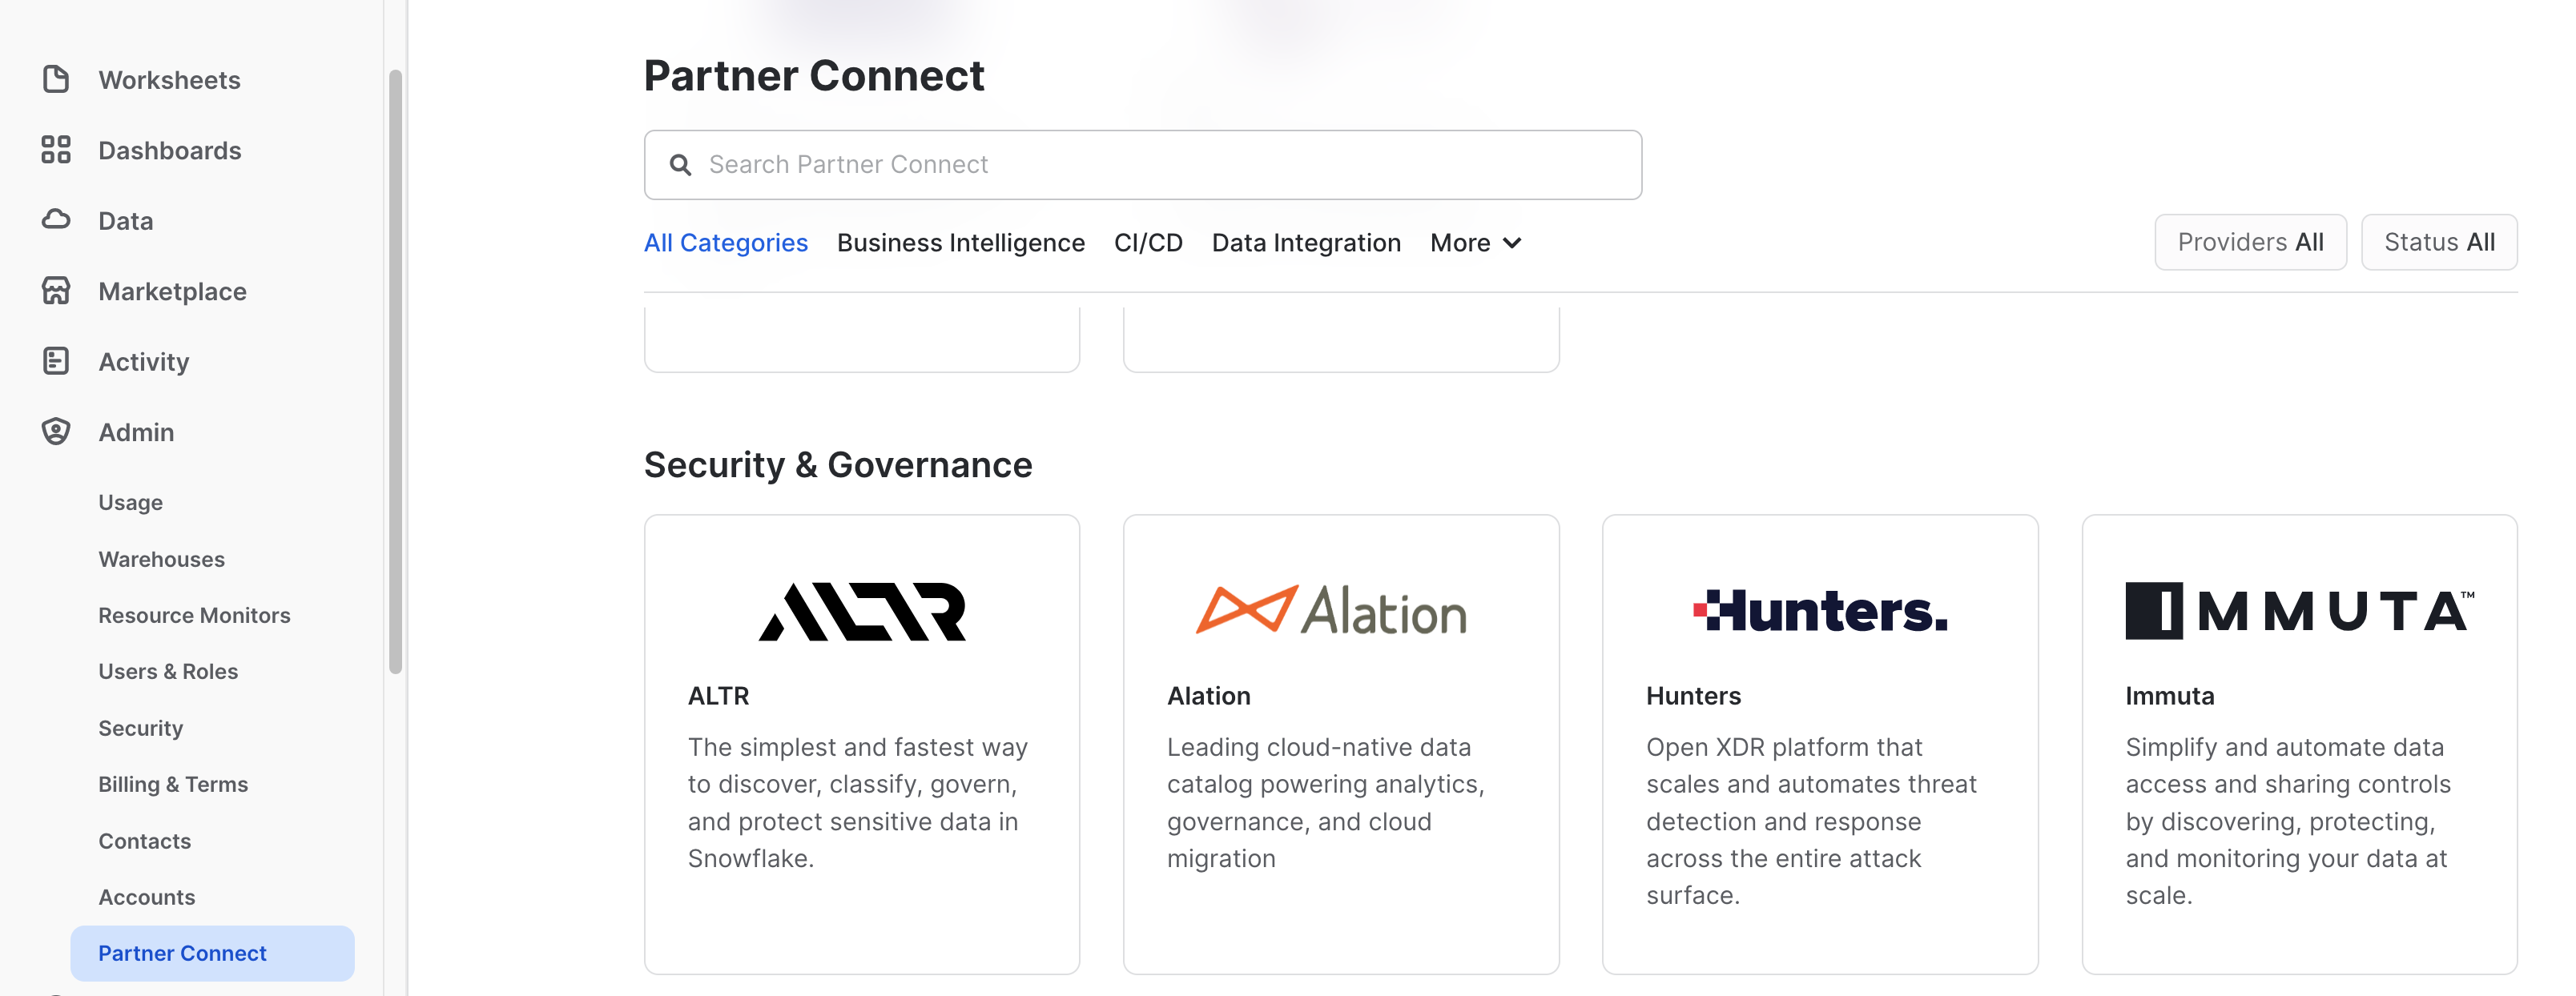 Worksheets
Dashboards
Data
Marketplace
Activity
Admin
Usage
Warehouses
Resource Monitors
Users & Roles
Security
Billing & Terms
Contacts
Accounts
Partner Connect
Partner Connect
Search Partner Connect
All Categories Business Intelligence CI/CD Data Integration More
Providers All Status All
Security & Governance
ALTR
ALTR
The simplest and fastest way
to discover, classify, govern,
and protect sensitive data in
Snowflake.
Alation
Alation
Leading cloud-native data
catalog powering analytics,
governance, and cloud
migration
Hunters.
Hunters
Open XDR platform that
scales and automates threat
detection and response
across the entire attack
surface.
IMMUTA™
Immuta
Simplify and automate data
access and sharing controls
by discovering, protecting,
and monitoring your data at
scale.